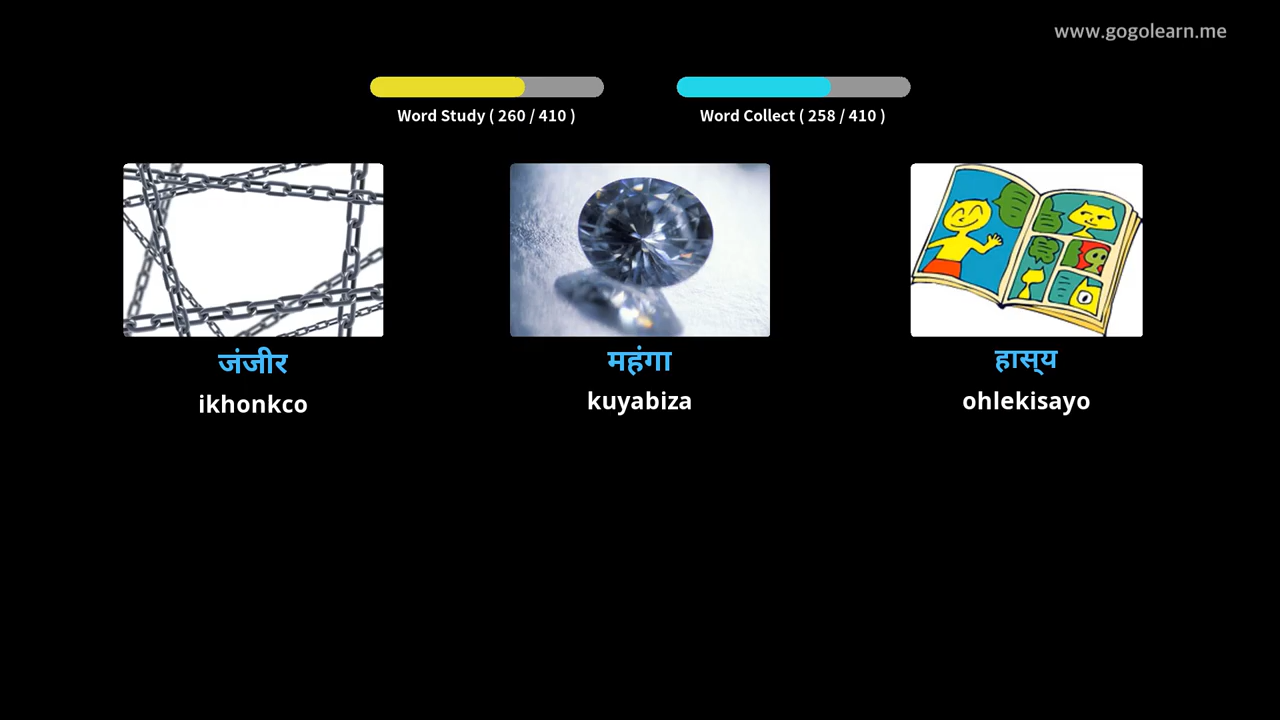 www.gogolearn.me
Word Study ( 260 / 410 )
Word Collect ( 258 / 410 )
जंजीर
महंगा
हास्‌य
ikhonkco
kuyabiza
ohlekisayo